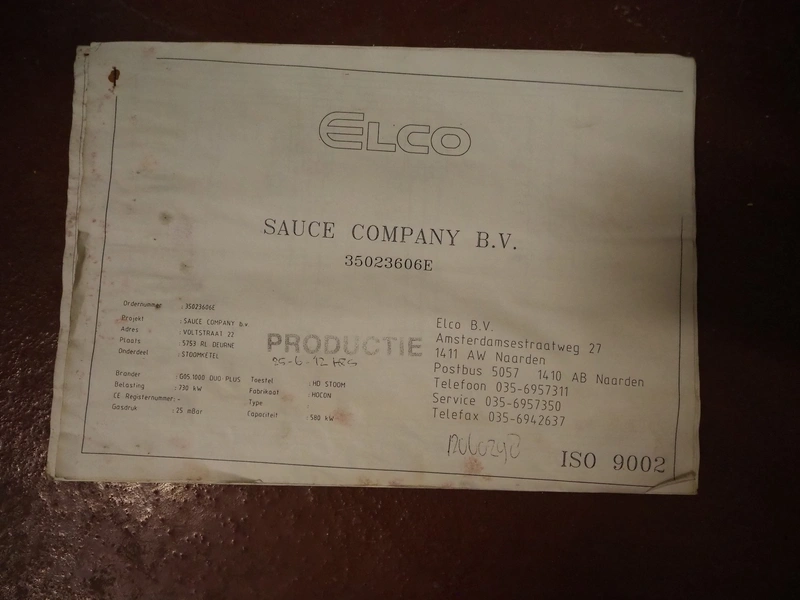 ELCO
SAUCE COMPANY B.V.
35023606E
Ordernummer : 35023606E
Projekt : SAUCE COMPANY b.v
Adres : VOLTSTRAAT 22
Plaats : 5753 RL DEURNE
Onderdeel : STOOMKETEL
PRODUCTIE
Brander : G05.1000 DUO PLUS Toestel : HD STOOM
Belasting : 730 kW Fabrikaat : HOCON
CE Registernummer: - Type
Gasdruk : 25 mBar Capaciteit : 580 kW
Elco B.V.
Amsterdamsestraatweg 27
1411 AW Naarden
Postbus 5057 1410 AB Naarden
Telefoon 035-6957311
Service 035-6957350
Telefax 035-6942637
ISO 9002